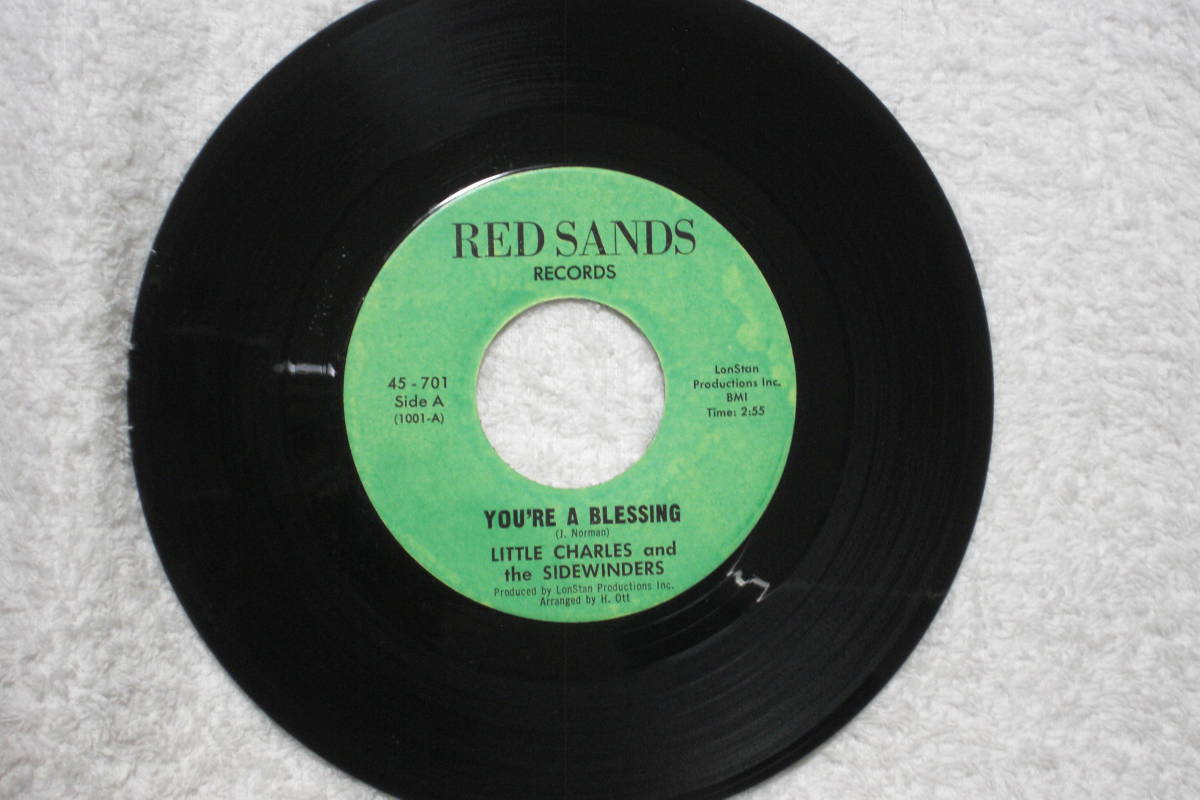 RED SANDS
RECORDS
45 - 701
Side A
(1001-A)
LonStan
Productions Inc.
BMI
Time: 2:55
YOU'RE A BLESSING
(J. Norman)
LITTLE CHARLES and
the SIDEWINDERS
Produced by LonStan Productions Inc.
Arranged by H. Ott